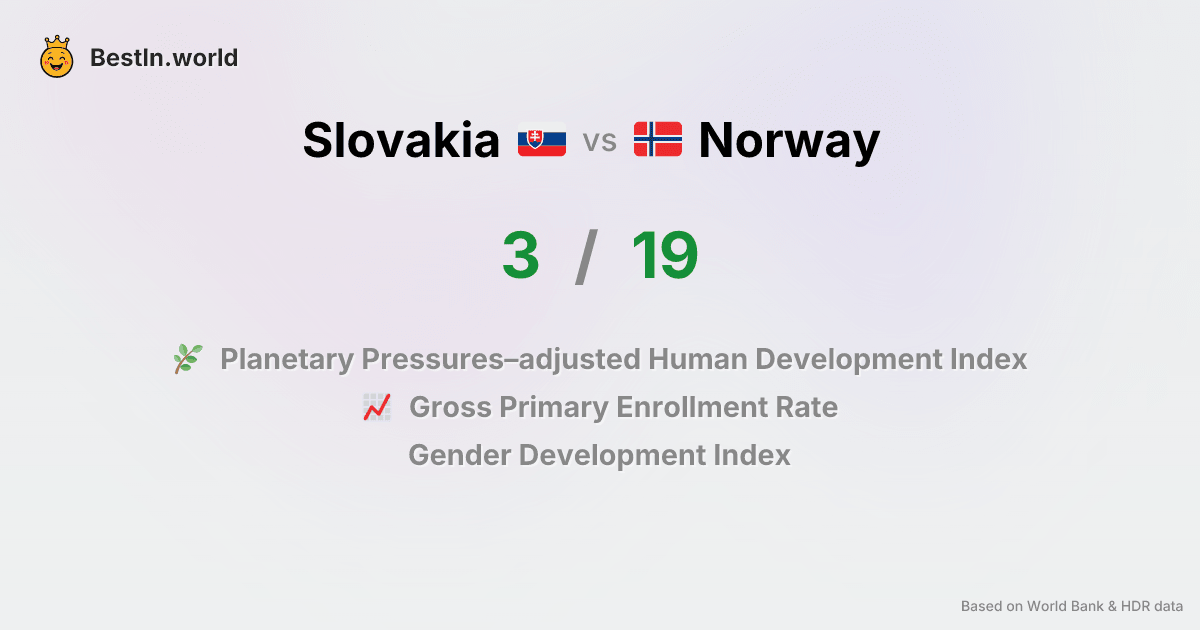 BestIn.world
Slovakia vs Norway
3 / 19
Planetary Pressures–adjusted Human Development Index
Gross Primary Enrollment Rate
Gender Development Index
Based on World Bank & HDR data